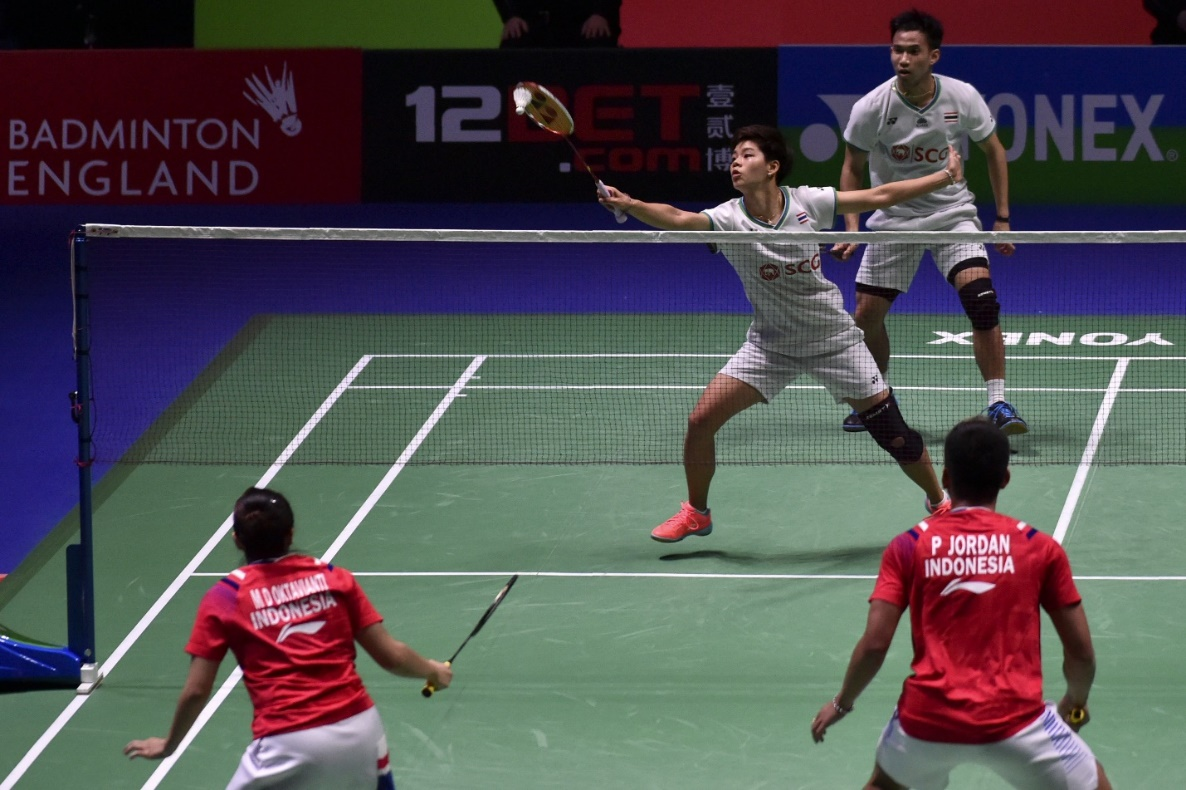 BADMINTON
ENGLAND
12BET
.com
壹
贰
博
YONEX
SCG
SCG
YONEX
M.D OKTAVIANTI
INDONESIA
P JORDAN
INDONESIA